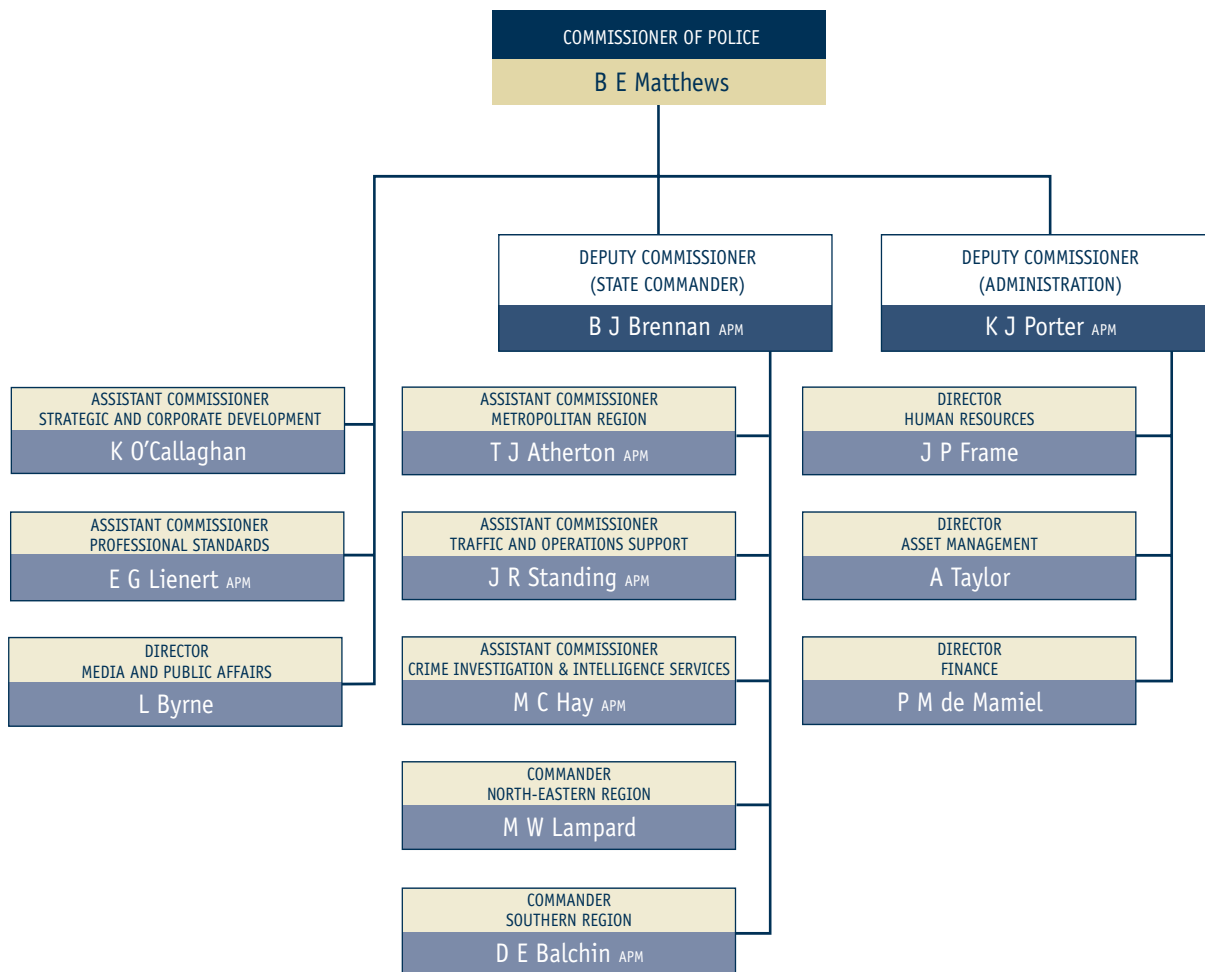 COMMISSIONER OF POLICE
B E Matthews
DEPUTY COMMISSIONER
(STATE COMMANDER)
B J Brennan APM
DEPUTY COMMISSIONER
(ADMINISTRATION)
K J Porter APM
ASSISTANT COMMISSIONER
STRATEGIC AND CORPORATE DEVELOPMENT
K O’Callaghan
ASSISTANT COMMISSIONER
PROFESSIONAL STANDARDS
E G Lienert APM
DIRECTOR
MEDIA AND PUBLIC AFFAIRS
L Byrne
ASSISTANT COMMISSIONER
METROPOLITAN REGION
T J Atherton APM
ASSISTANT COMMISSIONER
TRAFFIC AND OPERATIONS SUPPORT
J R Standing APM
ASSISTANT COMMISSIONER
CRIME INVESTIGATION & INTELLIGENCE SERVICES
M C Hay APM
COMMANDER
NORTH-EASTERN REGION
M W Lampard
COMMANDER
SOUTHERN REGION
D E Balchin APM
DIRECTOR
HUMAN RESOURCES
J P Frame
DIRECTOR
ASSET MANAGEMENT
A Taylor
DIRECTOR
FINANCE
P M de Mamiel